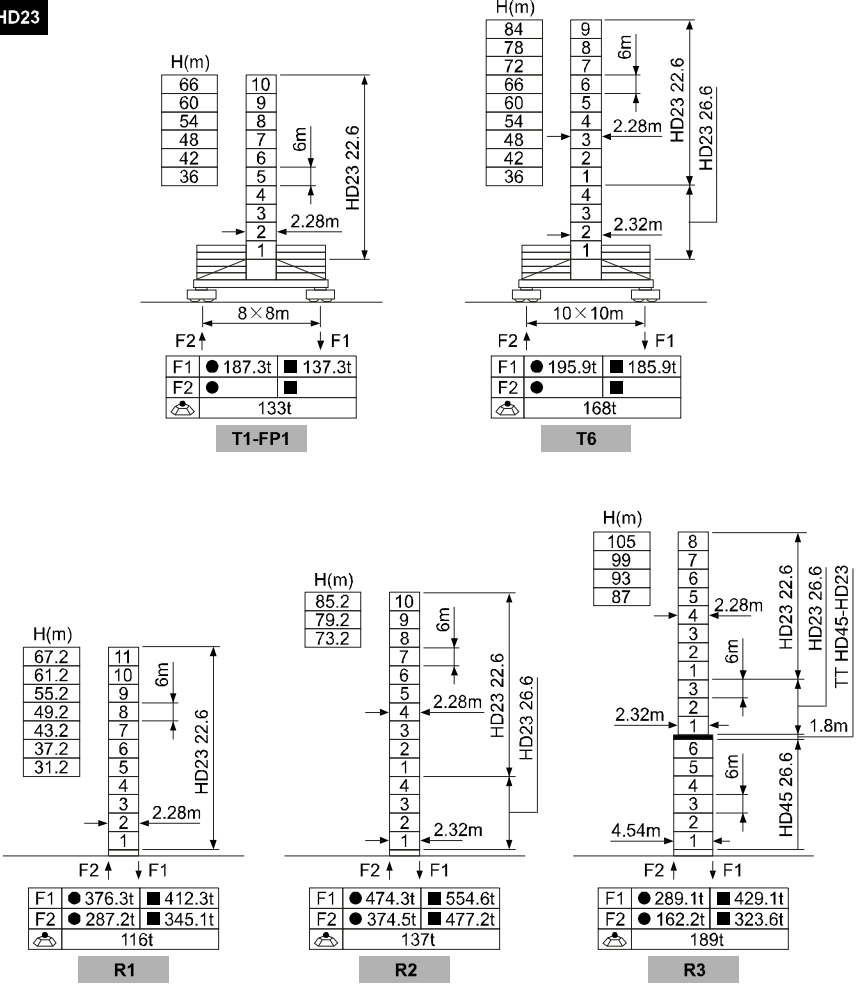 HD23
H(m)
66
60
54
48
42
36
10
9
8
7
6
5
4
3
2
1
6m
2.28m
HD23 22.6
8×8m
F2
F1
F1 ● 187.3t ■ 137.3t
F2 ● ■
133t
T1-FP1
H(m)
84
78
72
66
60
54
48
42
36
9
8
7
6
5
4
3
2
1
4
3
2
1
6m
2.28m
2.32m
HD23 22.6
HD23 26.6
10×10m
F2
F1
F1 ● 195.9t ■ 185.9t
F2 ● ■
168t
T6
H(m)
67.2
61.2
55.2
49.2
43.2
37.2
31.2
11
10
9
8
7
6
5
4
3
2
1
6m
2.28m
HD23 22.6
F2
F1
F1 ● 376.3t ■ 412.3t
F2 ● 287.2t ■ 345.1t
116t
R1
H(m)
85.2
79.2
73.2
10
9
8
7
6
5
4
3
2
1
4
3
2
1
6m
2.28m
2.32m
HD23 22.6
HD23 26.6
F2
F1
F1 ● 474.3t ■ 554.6t
F2 ● 374.5t ■ 477.2t
137t
R2
H(m)
105
99
93
87
8
7
6
5
4
3
2
1
3
2
1
6
5
4
3
2
1
2.28m
6m
2.32m
1.8m
6m
4.54m
HD23 22.6
HD23 26.6
TT HD45-HD23
HD45 26.6
F2
F1
F1 ● 289.1t ■ 429.1t
F2 ● 162.2t ■ 323.6t
189t
R3